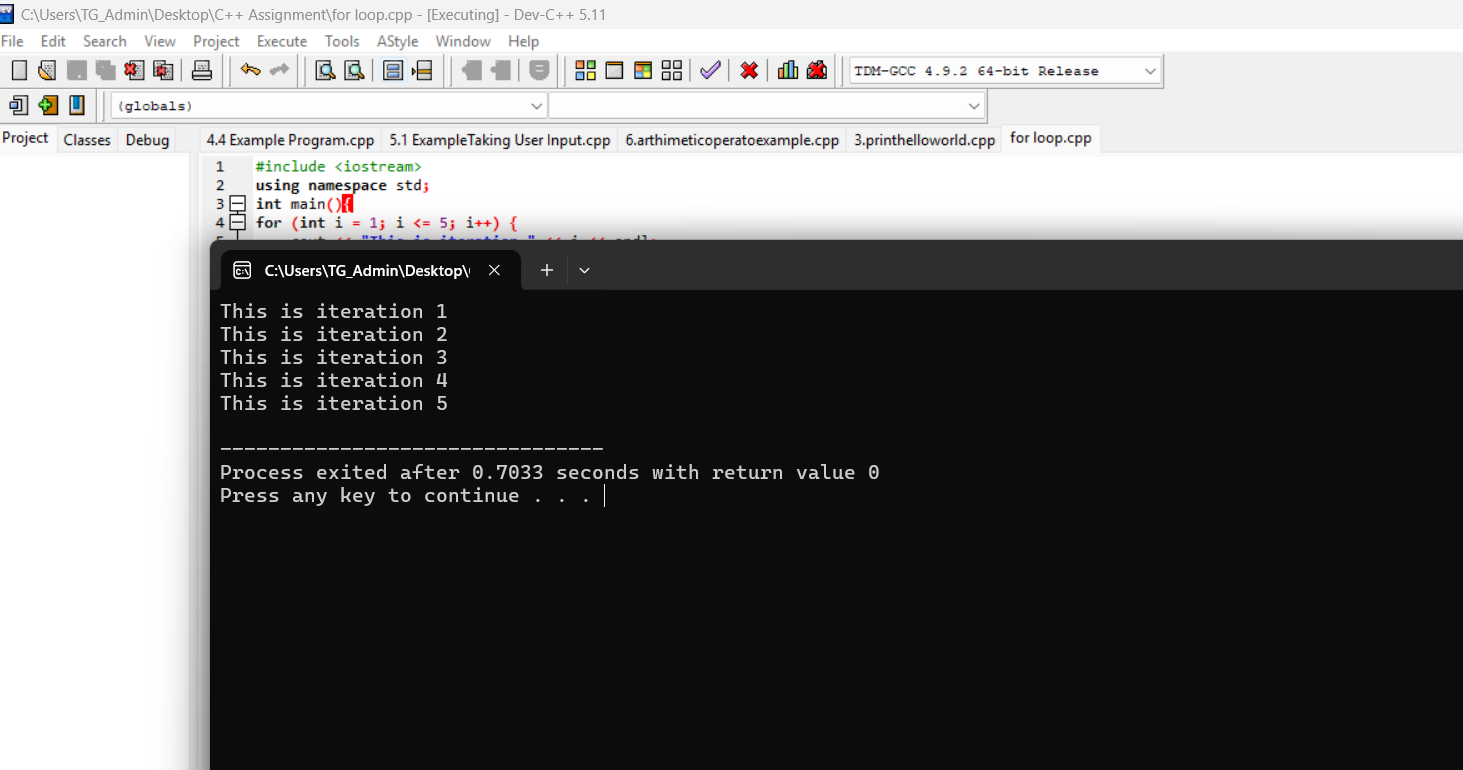 C:\Users\TG_Admin\Desktop\C++ Assignment\for loop.cpp - [Executing] - Dev-C++ 5.11
File Edit Search View Project Execute Tools AStyle Window Help
TDM-GCC 4.9.2 64-bit Release
(globals)
Project Classes Debug 4.4 Example Program.cpp 5.1 ExampleTaking User Input.cpp 6.arthimeticoperatoexample.cpp 3.printhelloworld.cpp for loop.cpp
1 #include <iostream>
2 using namespace std;
3 int main(){
4 for (int i = 1; i <= 5; i++) {
C:\Users\TG_Admin\Desktop\
This is iteration 1
This is iteration 2
This is iteration 3
This is iteration 4
This is iteration 5
--------------------------------
Process exited after 0.7033 seconds with return value 0
Press any key to continue . . .